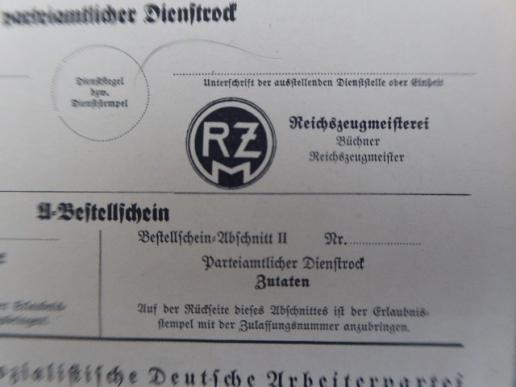 parteiamtlicher Dienstrock
Dienstsiegel
bzw.
Dienststempel
Unterschrift der ausstellenden Dienststelle oder Einheit
RZM
Reichszeugmeisterei
Büchner
Reichszeugmeister
A-Bestellschein
Bestellschein-Abschnitt II Nr.
Parteiamtlicher Dienstrock
Zutaten
Erlaubnis-
Auf der Rückseite dieses Abschnittes ist der Erlaubnis-
stempel mit der Zulassungsnummer anzubringen.
ozialistische Deutsche Arbeiterpartei